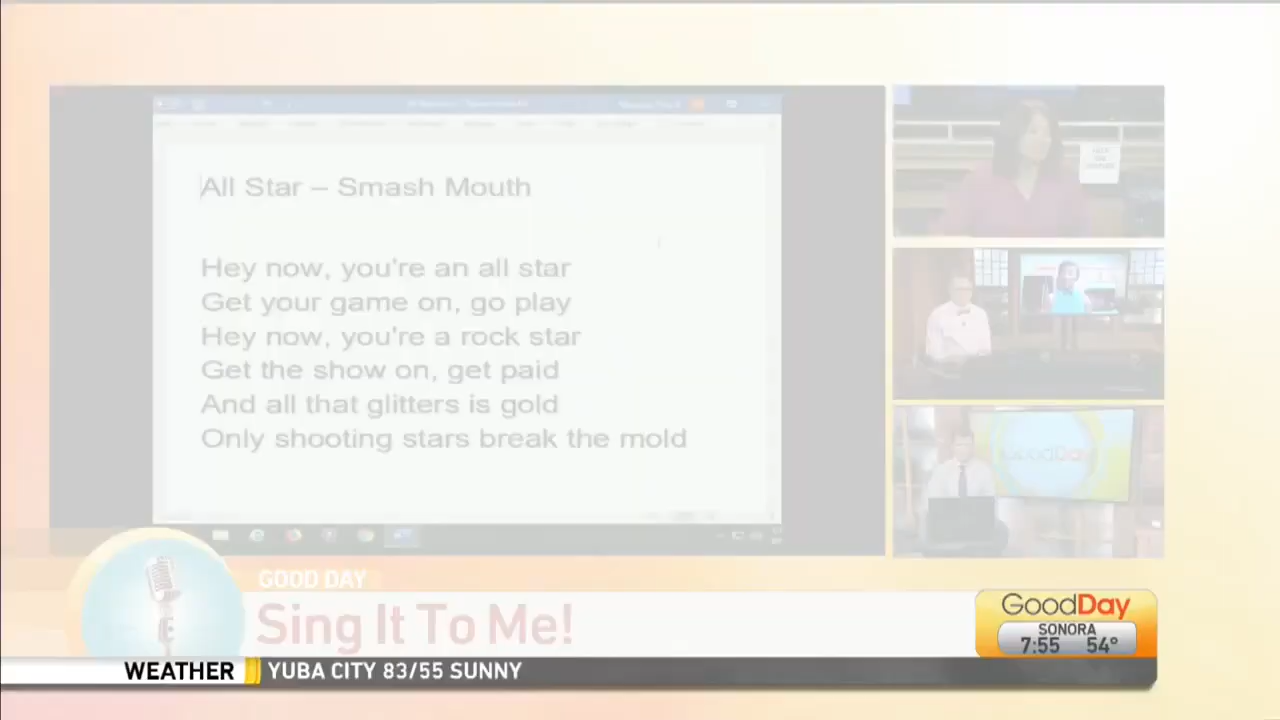 All Star – Smash Mouth
Hey now, you're an all star
Get your game on, go play
Hey now, you're a rock star
Get the show on, get paid
And all that glitters is gold
Only shooting stars break the mold
GoodDay
GOOD DAY
Sing It To Me!
GoodDay
SONORA
7:55 54°
WEATHER YUBA CITY 83/55 SUNNY